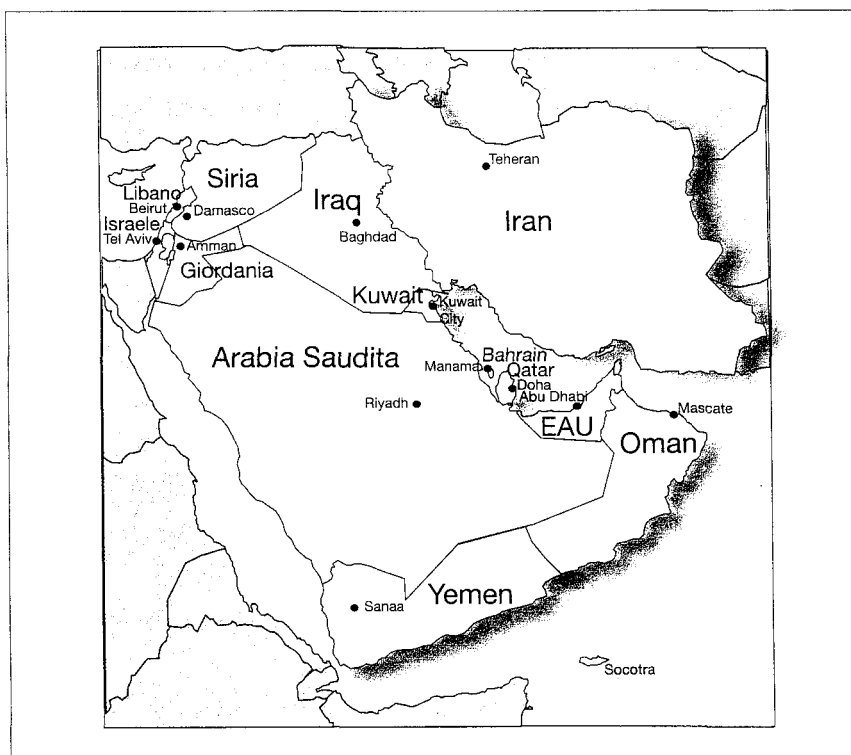 Teheran
Siria
Libano
Beirut
Damasco
Iraq
Iran
Israele
Tel Aviv
Amman
Baghdad
Giordania
Kuwait
Kuwait
City
Arabia Saudita
Bahrain
Manama
Qatar
Doha
Abu Dhabi
Riyadh
Mascate
EAU
Oman
Yemen
Sanaa
Socotra